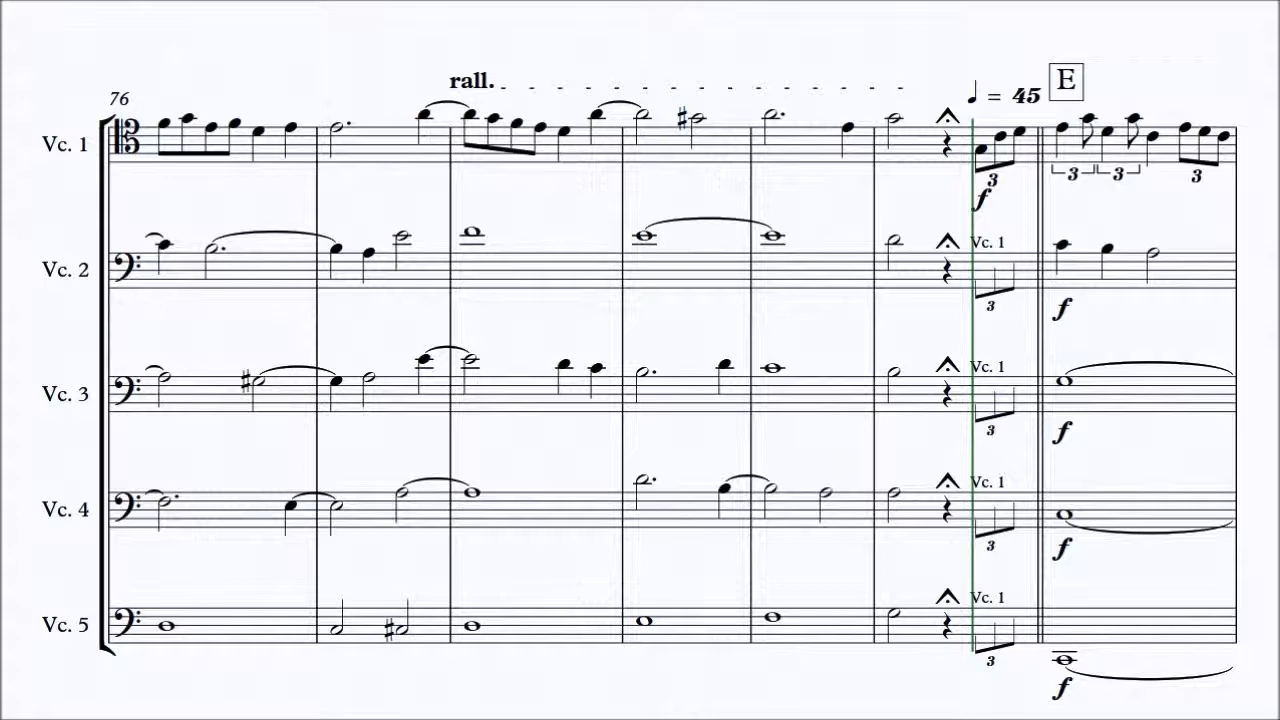 rall.
76
♩ = 45
E
Vc. 1
3
3
3
3
f
Vc. 2
Vc. 1
3
f
Vc. 3
Vc. 1
3
f
Vc. 4
Vc. 1
3
f
Vc. 5
Vc. 1
3
f